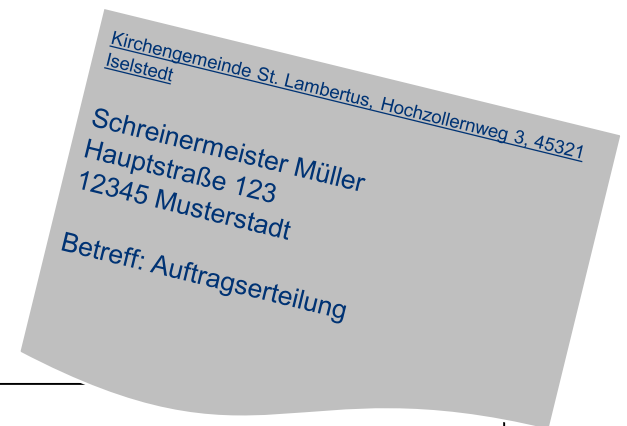 Kirchengemeinde St. Lambertus, Hochzollernweg 3, 45321
Iselstedt
Schreinermeister Müller
Hauptstraße 123
12345 Musterstadt
Betreff: Auftragserteilung